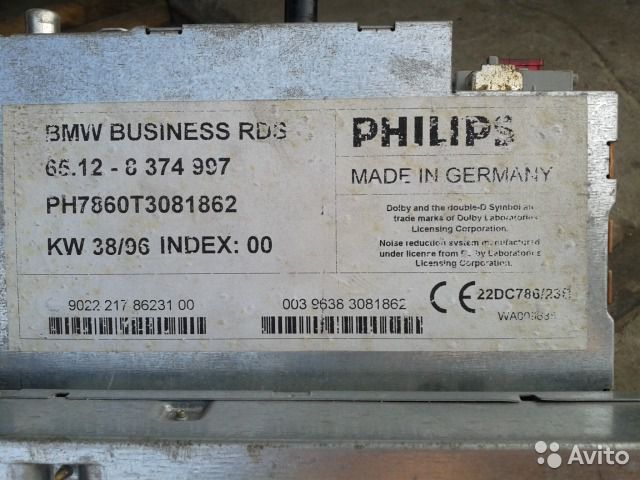 BMW BUSINESS RDS
65.12 - 8 374 997
PH7860T3081862
KW 38/96 INDEX: 00
PHILIPS
MADE IN GERMANY
Dolby and the double-D Symbol are
trade marks of Dolby Laboratories
Licensing Corporation.
Noise reduction system manufactured
under licence from Dolby Laboratories
Licensing Corporation.
9022 217 86231 00
003 9638 3081862
CE
22DC786/23
Avito